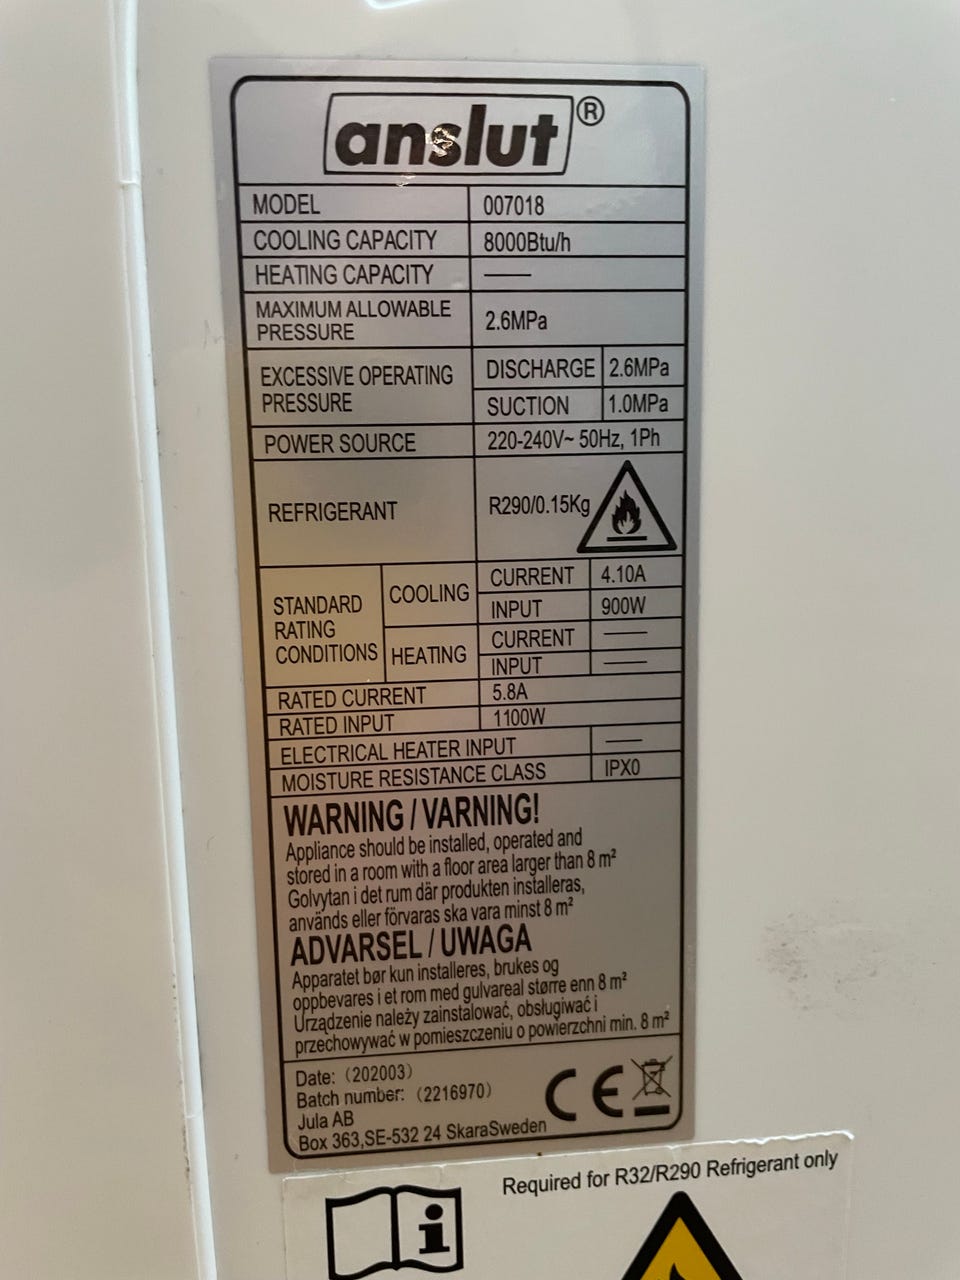 anslut®
MODEL 007018
COOLING CAPACITY 8000Btu/h
HEATING CAPACITY —
MAXIMUM ALLOWABLE
PRESSURE 2.6MPa
EXCESSIVE OPERATING
PRESSURE
DISCHARGE 2.6MPa
SUCTION 1.0MPa
POWER SOURCE 220-240V~ 50Hz, 1Ph
REFRIGERANT R290/0.15Kg
STANDARD
RATING
CONDITIONS
COOLING
CURRENT 4.10A
INPUT 900W
HEATING
CURRENT —
INPUT —
RATED CURRENT 5.8A
RATED INPUT 1100W
ELECTRICAL HEATER INPUT —
MOISTURE RESISTANCE CLASS IPX0
WARNING / VARNING!
Appliance should be installed, operated and
stored in a room with a floor area larger than 8 m²
Golvytan i det rum där produkten installeras,
används eller förvaras ska vara minst 8 m²
ADVARSEL / UWAGA
Apparatet bør kun installeres, brukes og
oppbevares i et rom med gulvareal større enn 8 m²
Urządzenie należy zainstalować, obsługiwać i
przechowywać w pomieszczeniu o powierzchni min. 8 m²
Date: (202003)
Batch number: (2216970)
Jula AB
Box 363,SE-532 24 SkaraSweden
CE
Required for R32/R290 Refrigerant only
i